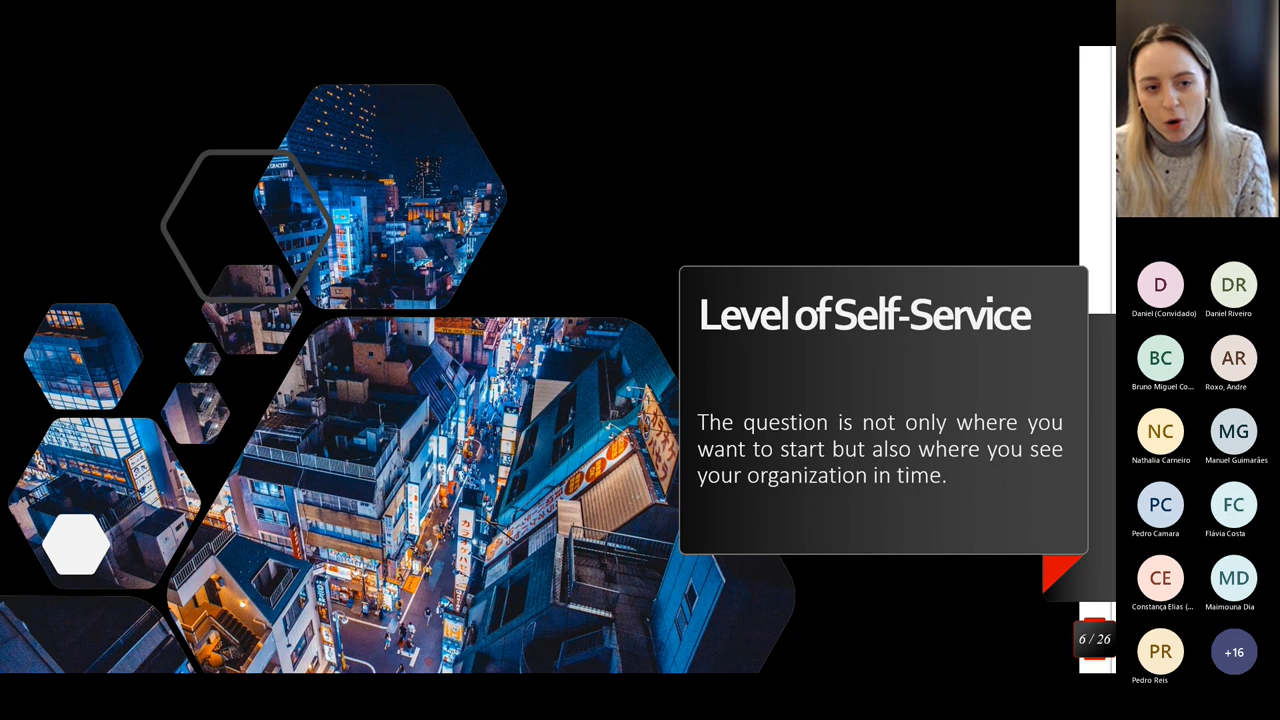 Level of Self-Service
The question is not only where you
want to start but also where you see
your organization in time.
6 / 26
D
DR
Daniel (Convidado)
Daniel Riveiro
BC
AR
Bruno Miguel Co...
Roxo, Andre
NC
MG
Nathalia Carneiro
Manuel Guimarães
PC
FC
Pedro Camara
Flávia Costa
CE
MD
Constança Elias (...
Maimouna Dia
PR
+16
Pedro Reis